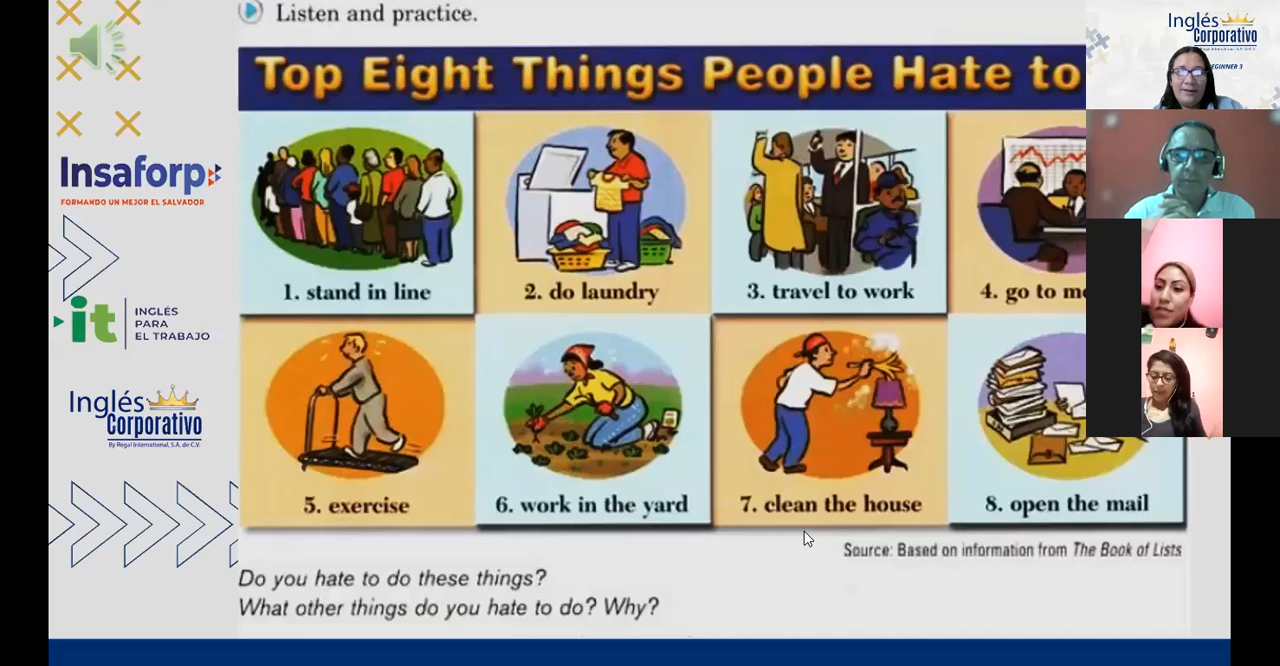 Listen and practice.
Top Eight Things People Hate to
1. stand in line
2. do laundry
3. travel to work
4. go to me
5. exercise
6. work in the yard
7. clean the house
8. open the mail
Source: Based on information from The Book of Lists
Do you hate to do these things?
What other things do you hate to do? Why?
Insaforp
FORMANDO UN MEJOR EL SALVADOR
it
INGLÉS
PARA
EL TRABAJO
Inglés
Corporativo
By Regal International, S.A. de C.V.
Inglés
Corporativo
EGINNER 3